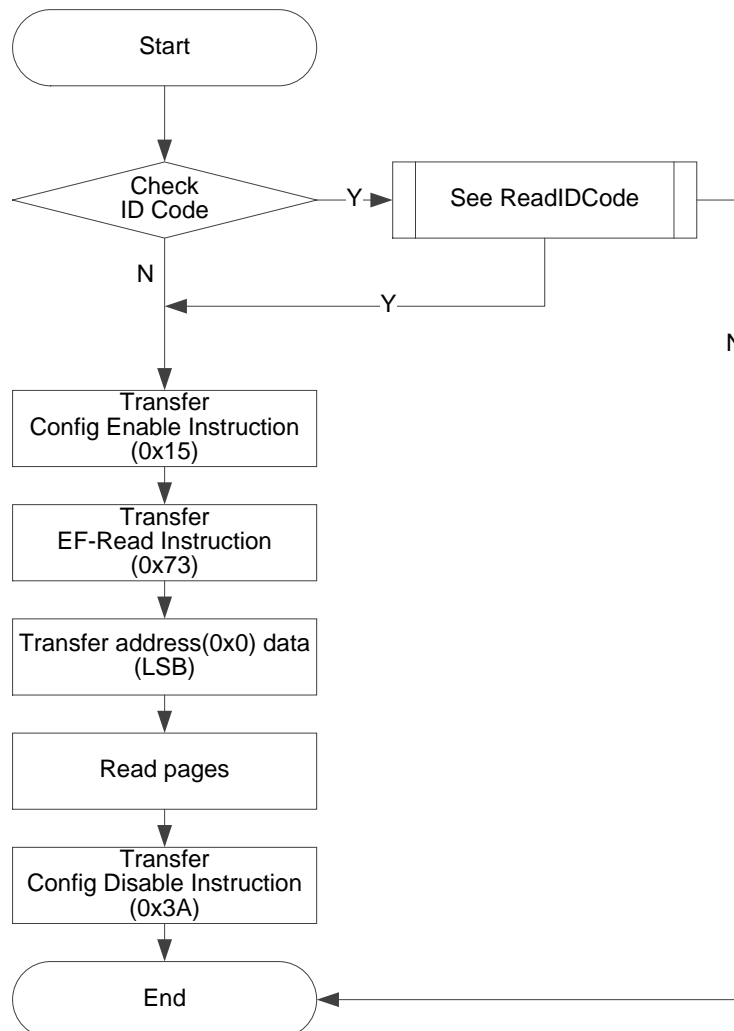 Start
Check
ID Code
Y
See ReadIDCode
N
Y
N
Transfer
Config Enable Instruction
(0x15)
Transfer
EF-Read Instruction
(0x73)
Transfer address(0x0) data
(LSB)
Read pages
Transfer
Config Disable Instruction
(0x3A)
End